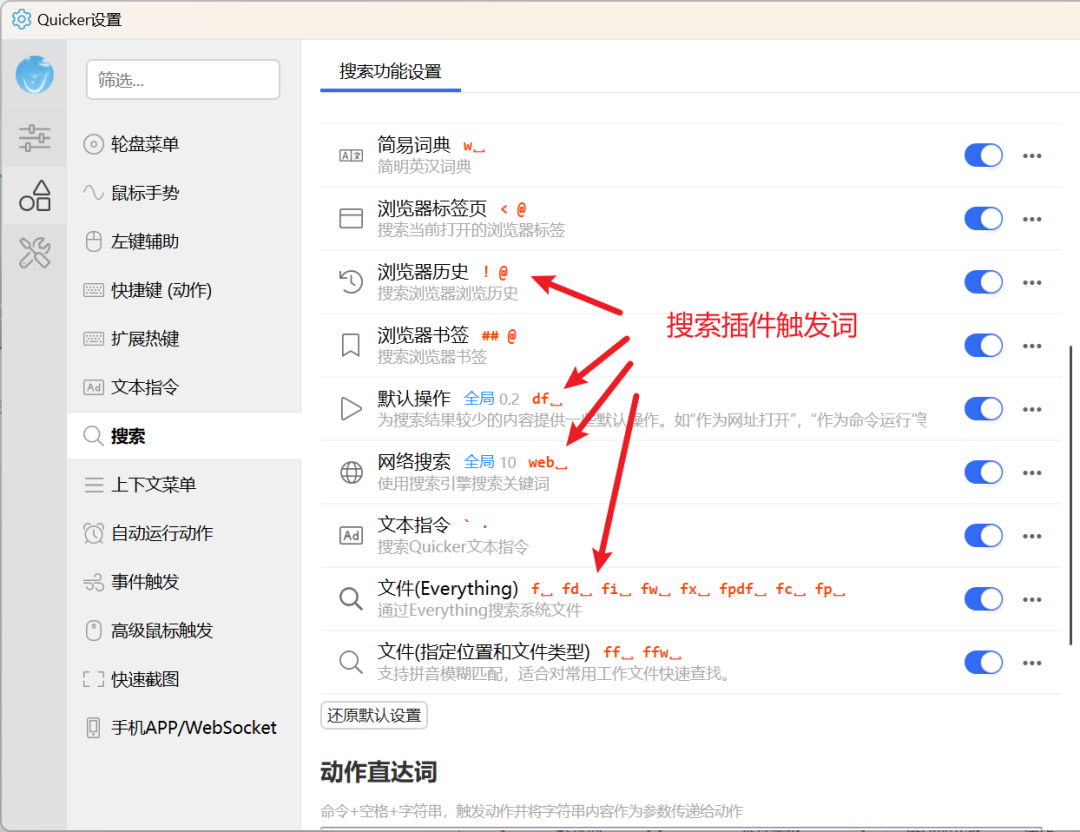 Quicker设置
筛选...
轮盘菜单
鼠标手势
左键辅助
快捷键 (动作)
扩展热键
Ad 文本指令
搜索
上下文菜单
自动运行动作
事件触发
高级鼠标触发
快速截图
手机APP/WebSocket
搜索功能设置
简易词典 w␣
简明英汉词典
浏览器标签页 < @
搜索当前打开的浏览器标签
浏览器历史 ! @
搜索浏览器浏览历史
搜索插件触发词
浏览器书签 ## @
搜索浏览器书签
默认操作 全局 0.2 df␣
为搜索结果较少的内容提供一些默认操作。如“作为网址打开”，“作为命令运行”等
网络搜索 全局 10 web␣
使用搜索引擎搜索关键词
Ad 文本指令 ` .
搜索Quicker文本指令
文件(Everything) f␣ fd␣ fi␣ fw␣ fx␣ fpdf␣ fc␣ fp␣
通过Everything搜索系统文件
文件(指定位置和文件类型) ff␣ ffw␣
支持拼音模糊匹配，适合对常用工作文件快速查找。
还原默认设置
动作直达词
命令+空格+字符串，触发动作并将字符串内容作为参数传递给动作